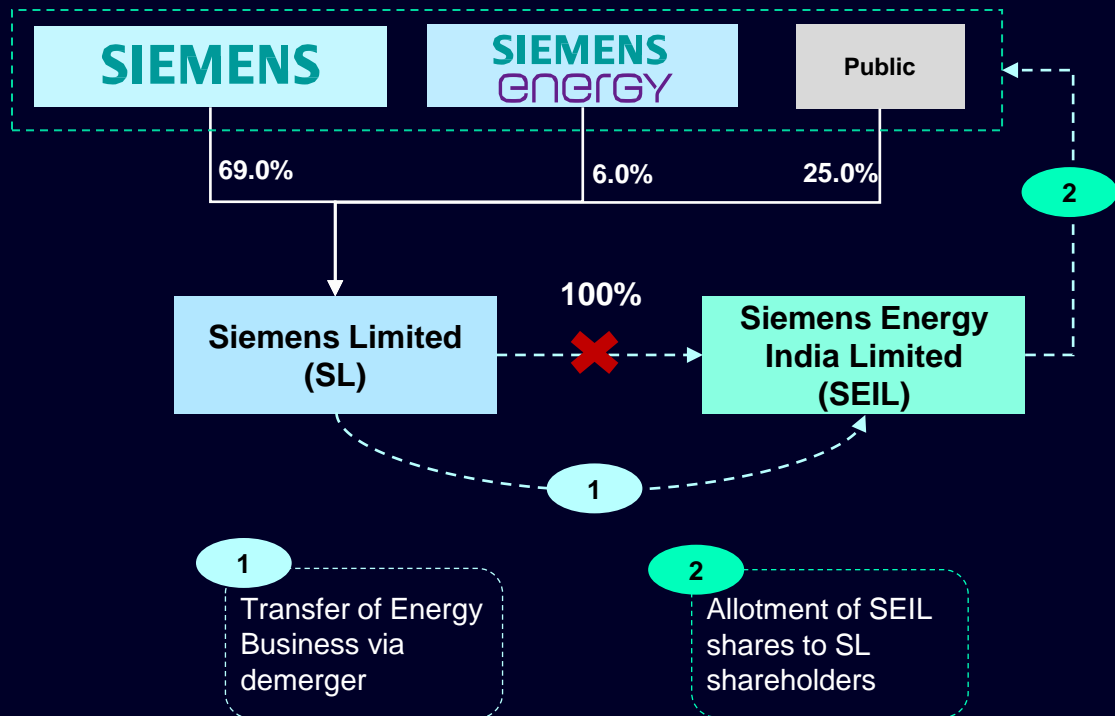 SIEMENS
SIEMENS
energy
Public
69.0%
6.0%
25.0%
2
100%
Siemens Limited
(SL)
Siemens Energy
India Limited
(SEIL)
1
1
Transfer of Energy
Business via
demerger
2
Allotment of SEIL
shares to SL
shareholders